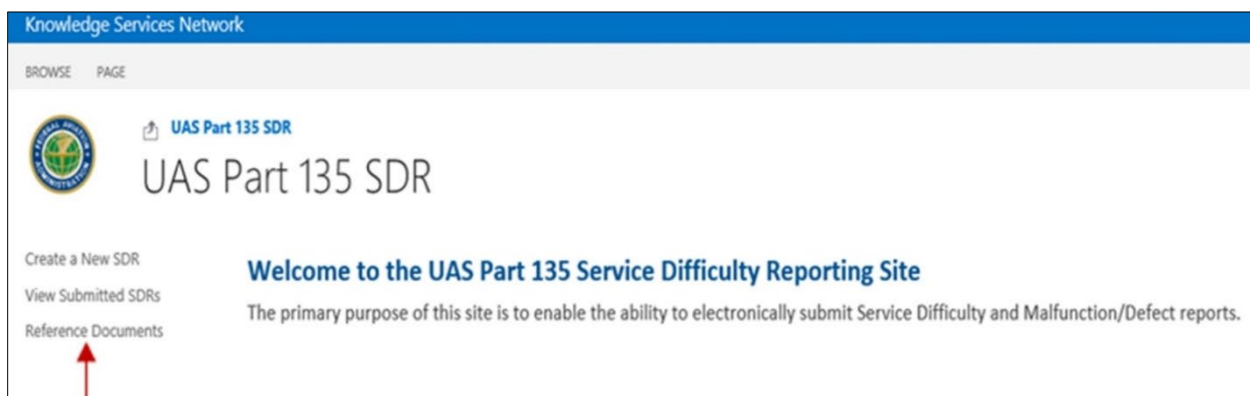 Knowledge Services Network
BROWSE PAGE
UAS Part 135 SDR
UAS Part 135 SDR
Create a New SDR
View Submitted SDRs
Reference Documents
Welcome to the UAS Part 135 Service Difficulty Reporting Site
The primary purpose of this site is to enable the ability to electronically submit Service Difficulty and Malfunction/Defect reports.